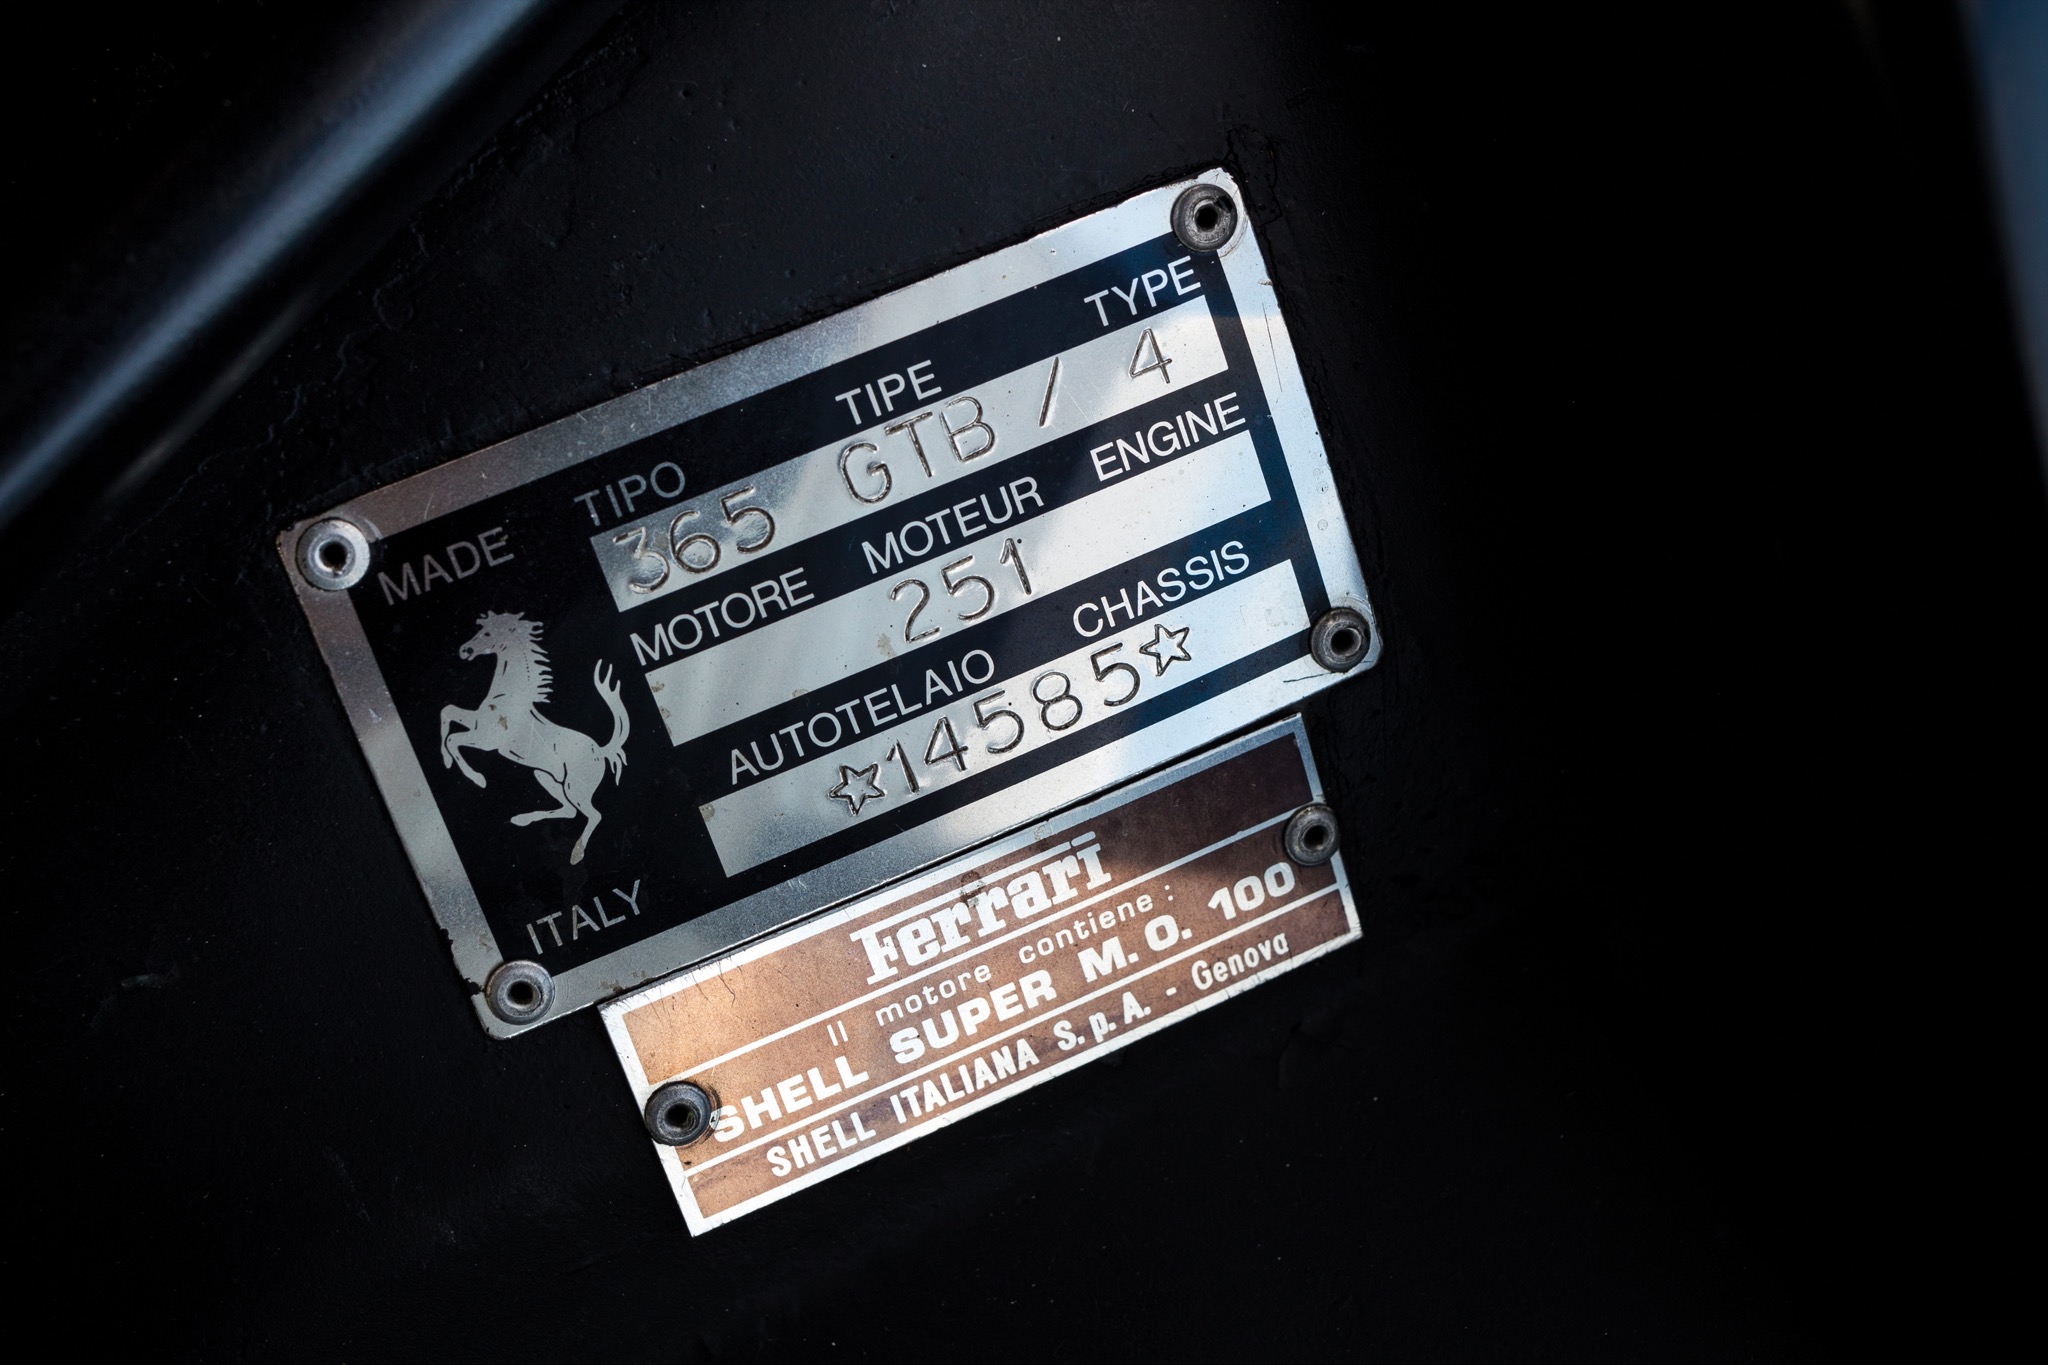 MADE
ITALY
TIPO TIPE TYPE
365 GTB / 4
MOTORE MOTEUR ENGINE
251
AUTOTELAIO CHASSIS
☆14585☆
Ferrari
Il motore contiene :
SHELL SUPER M. O. 100
SHELL ITALIANA S. p. A. - Genova